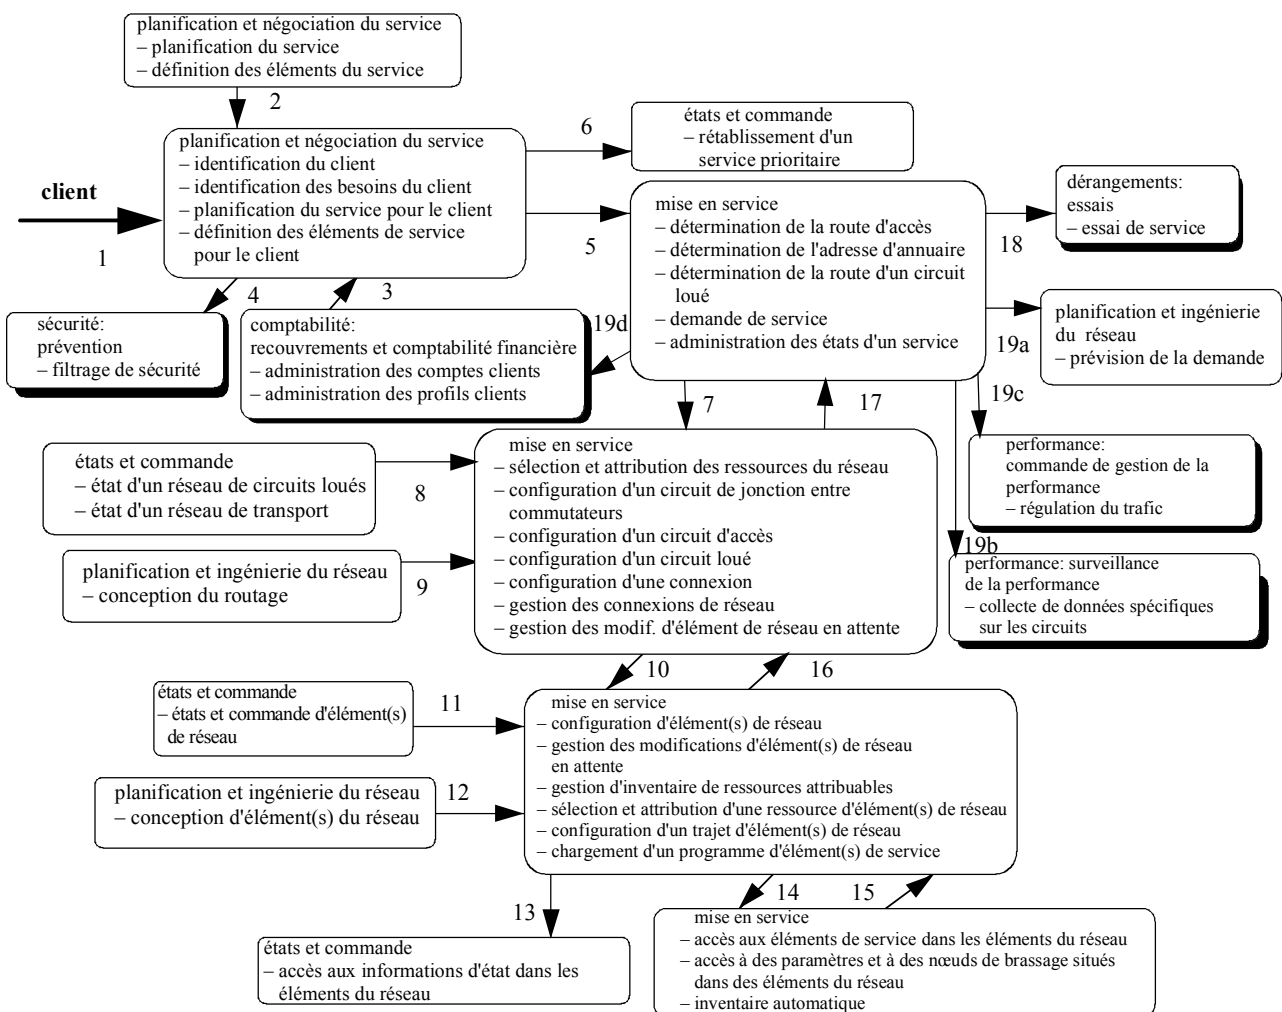 planification et négociation du service
– planification du service
– définition des éléments du service
2
planification et négociation du service
– identification du client
– identification des besoins du client
– planification du service pour le client
– définition des éléments de service
pour le client
client
1
6
états et commande
– rétablissement d'un
service prioritaire
5
mise en service
– détermination de la route d'accès
– détermination de l'adresse d'annuaire
– détermination de la route d'un circuit
loué
– demande de service
– administration des états d'un service
18
dérangements:
essais
– essai de service
4
3
sécurité:
prévention
– filtrage de sécurité
comptabilité:
recouvrements et comptabilité financière
– administration des comptes clients
– administration des profils clients
19d
19a
planification et ingénierie
du réseau
– prévision de la demande
7
17
19c
performance:
commande de gestion de la
performance
– régulation du trafic
19b
performance: surveillance
de la performance
– collecte de données spécifiques
sur les circuits
états et commande
– état d'un réseau de circuits loués
– état d'un réseau de transport
8
planification et ingénierie du réseau
– conception du routage
9
mise en service
– sélection et attribution des ressources du réseau
– configuration d'un circuit de jonction entre
commutateurs
– configuration d'un circuit d'accès
– configuration d'un circuit loué
– configuration d'une connexion
– gestion des connexions de réseau
– gestion des modif. d'élément de réseau en attente
10
16
états et commande
– états et commande d'élément(s)
de réseau
11
planification et ingénierie du réseau
– conception d'élément(s) du réseau
12
mise en service
– configuration d'élément(s) de réseau
– gestion des modifications d'élément(s) de réseau
en attente
– gestion d'inventaire de ressources attribuables
– sélection et attribution d'une ressource d'élément(s) de réseau
– configuration d'un trajet d'élément(s) de réseau
– chargement d'un programme d'élément(s) de service
13
14
15
états et commande
– accès aux informations d'état dans les
éléments du réseau
mise en service
– accès aux éléments de service dans les éléments du réseau
– accès à des paramètres et à des nœuds de brassage situés
dans des éléments du réseau
– inventaire automatique